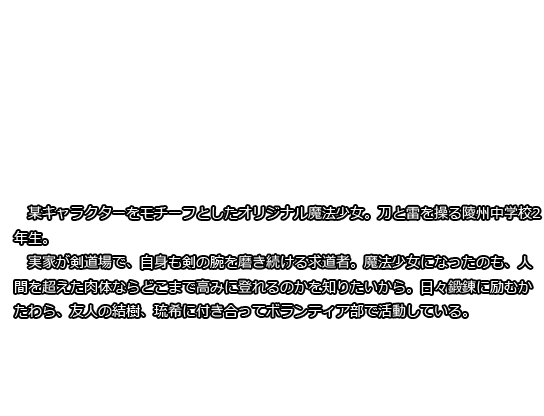 某キャラクターをモチーフとしたオリジナル魔法少女。刀と雷を操る陵州中学校2
年生。
　実家が剣道場で、自身も剣の腕を磨き続ける求道者。魔法少女になったのも、人
間を超えた肉体ならどこまで高みに登れるのかを知りたいから。日々鍛錬に励むか
たわら、友人の結樹、琉希に付き合ってボランティア部で活動している。